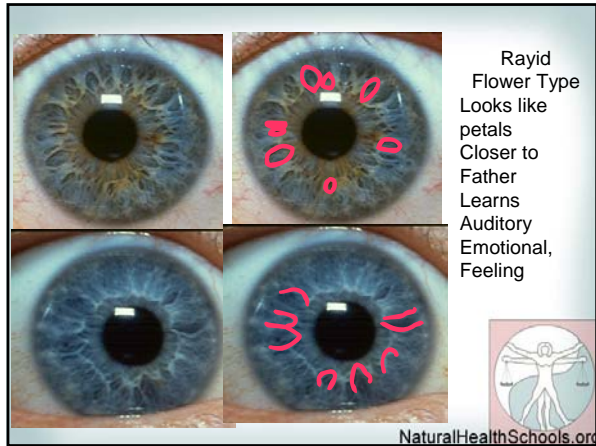 Rayid
Flower Type
Looks like
petals
Closer to
Father
Learns
Auditory
Emotional,
Feeling
NaturalHealthSchools.org